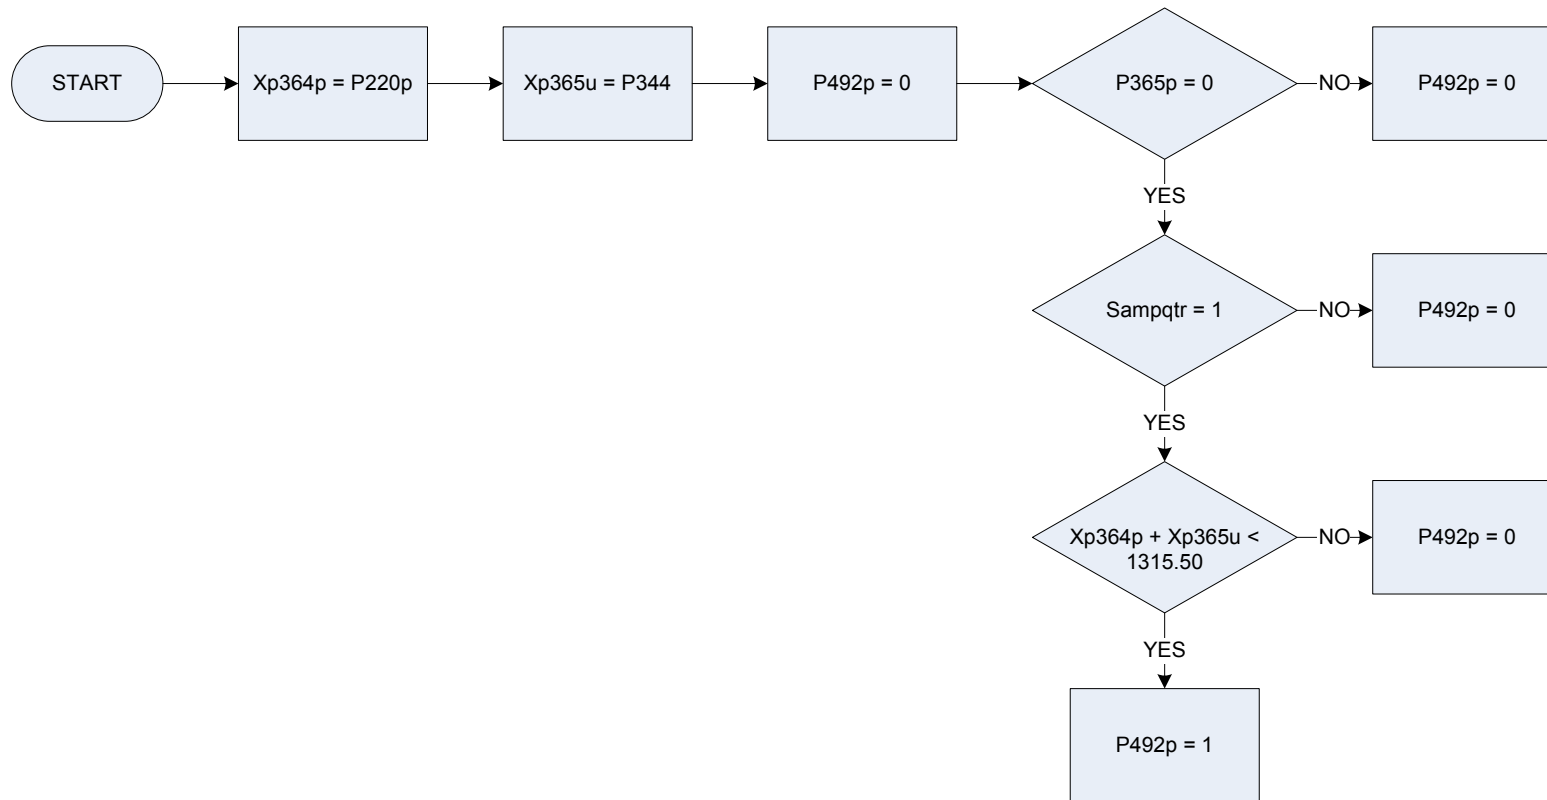 START
Xp364p = P220p
Xp365u = P344
P492p = 0
P365p = 0
NO
P492p = 0
YES
Sampqtr = 1
NO
P492p = 0
YES
Xp364p + Xp365u <
1315.50
NO
P492p = 0
YES
P492p = 1